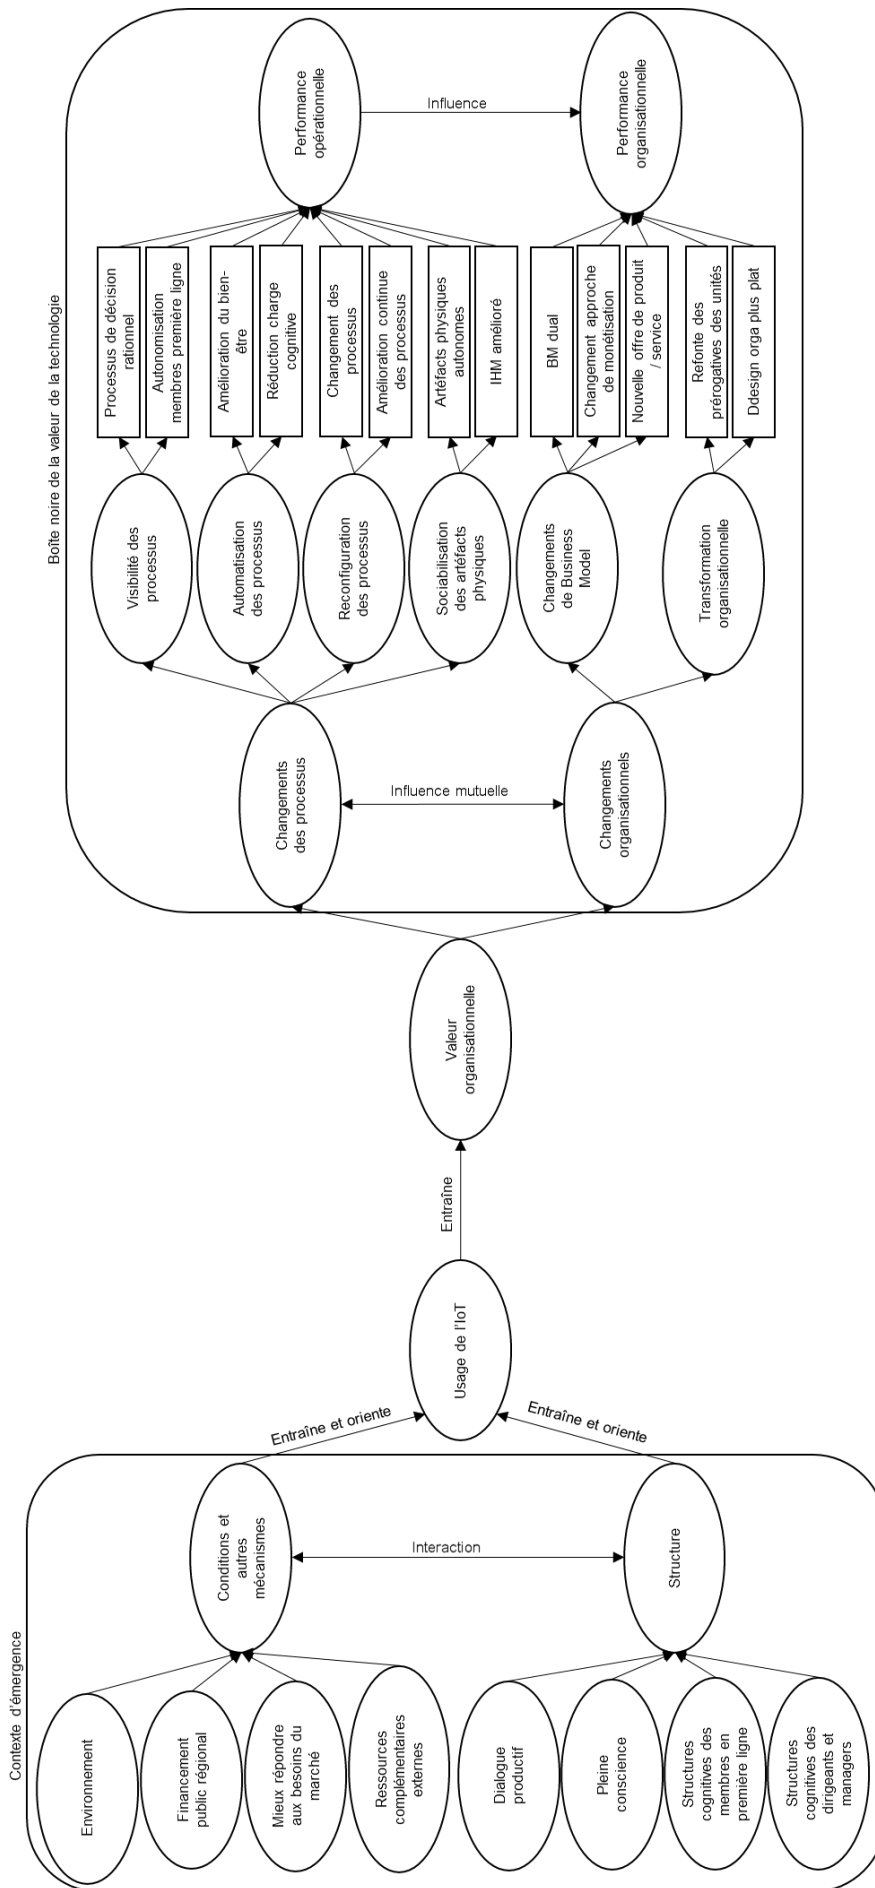 Contexte d'émergence
Environnement
Financement
public régional
Mieux répondre
aux besoins du
marché
Ressources
complémentaires
externes
Dialogue
productif
Pleine
conscience
Structures
cognitives des
membres en
première ligne
Structures
cognitives des
dirigeants et
managers
Conditions et
autres
mécanismes
Interaction
Structure
Entraîne et oriente
Entraîne et oriente
Usage de l'IoT
Entraîne
Valeur
organisationnelle
Boîte noire de la valeur de la technologie
Changements
des processus
Influence mutuelle
Changements
organisationnels
Visibilité des
processus
Automatisation
des processus
Reconfiguration
des processus
Sociabilisation
des artéfacts
physiques
Changements
de Business
Model
Transformation
organisationnelle
Processus de décision
rationnel
Autonomisation
membres première ligne
Amélioration du bien-
être
Réduction charge
cognitive
Changement des
processus
Amélioration continue
des processus
Artéfacts physiques
autonomes
IHM amélioré
BM dual
Changement approche
de monétisation
Nouvelle offre de produit
/ service
Refonte des
prérogatives des unités
Ddesign orga plus plat
Performance
opérationnelle
Influence
Performance
organisationnelle